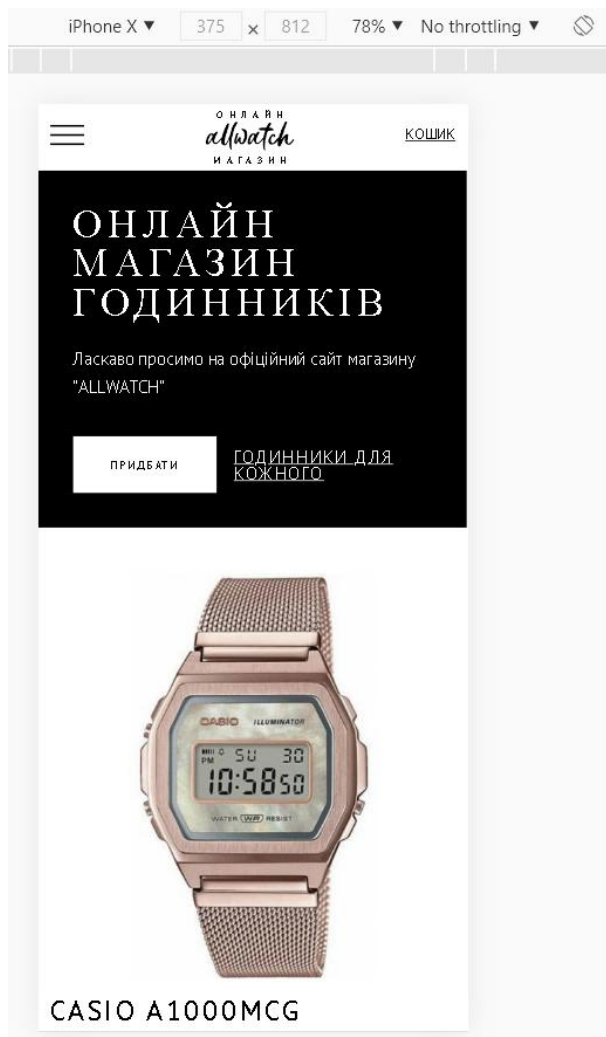 iPhone X ▼ 375 × 812 78% ▼ No throttling ▼
ОНЛАЙН
allwatch
МАГАЗИН
КОШИК
ОНЛАЙН
МАГАЗИН
ГОДИННИКІВ
Ласкаво просимо на офіційний сайт магазину
"ALLWATCH"
ПРИДБАТИ
ГОДИННИКИ ДЛЯ
КОЖНОГО
CASIO ILLUMINATOR
SU 30
PM
10:58 50
WATER WR RESIST
CASIO A1000MCG